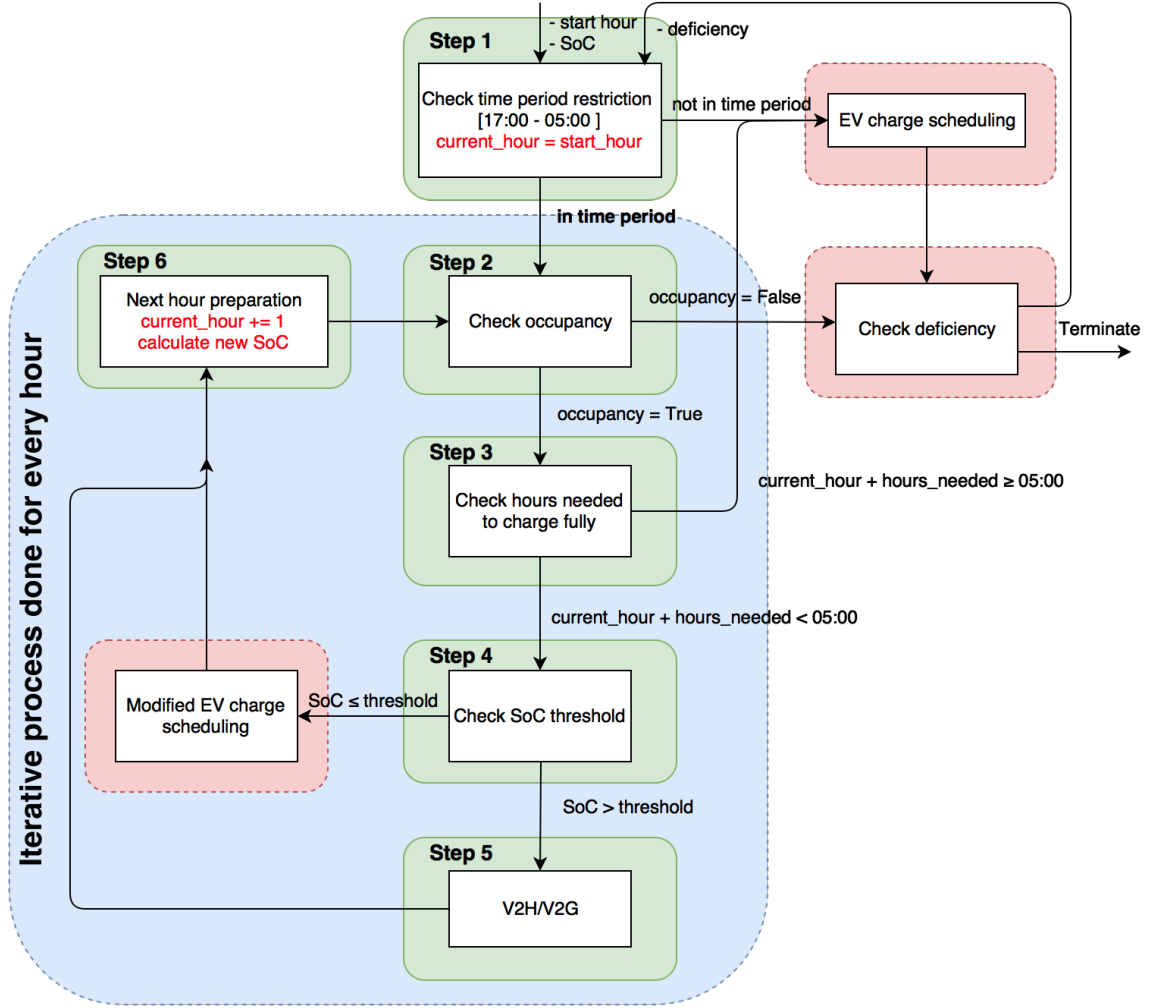 - start hour
- SoC
- deficiency
Step 1
Check time period restriction
[17:00 - 05:00 ]
current_hour = start_hour
not in time period
EV charge scheduling
in time period
Step 6
Next hour preparation
current_hour += 1
calculate new SoC
Step 2
Check occupancy
occupancy = False
Check deficiency
Terminate
occupancy = True
Step 3
Check hours needed
to charge fully
current_hour + hours_needed ≥ 05:00
current_hour + hours_needed < 05:00
Step 4
Check SoC threshold
SoC ≤ threshold
Modified EV charge
scheduling
SoC > threshold
Step 5
V2H/V2G
Iterative process done for every hour